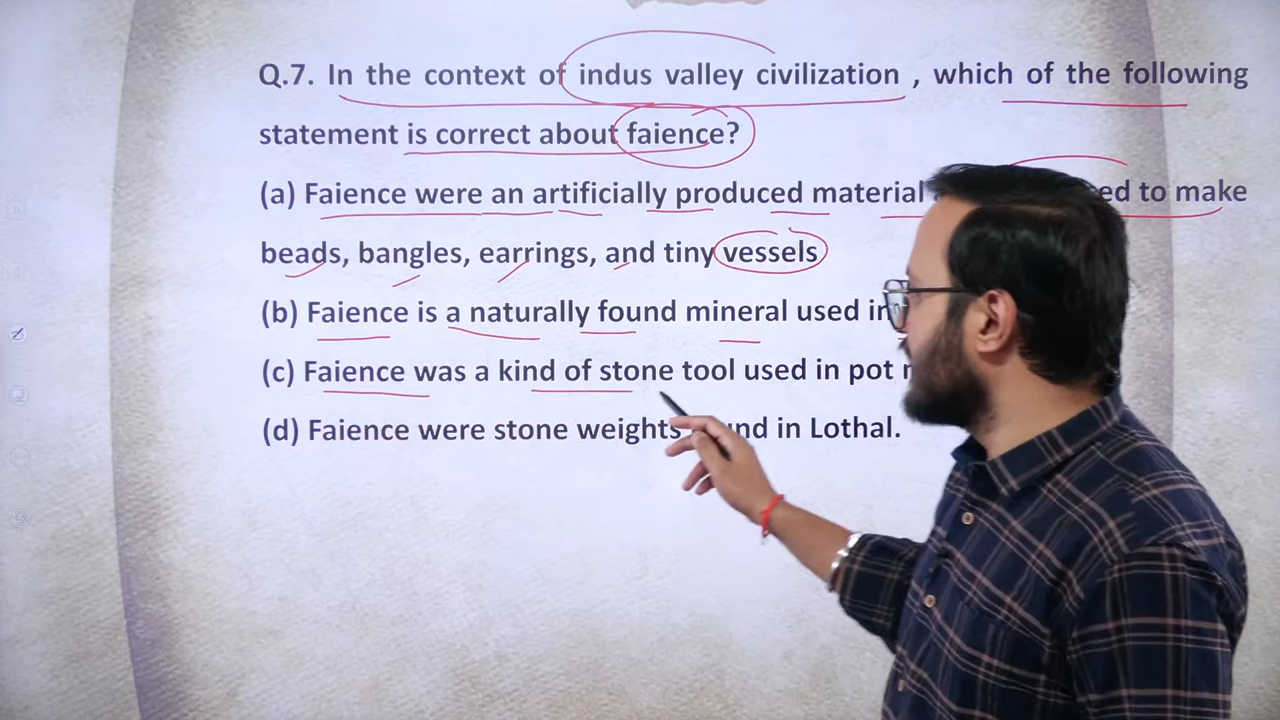 Q.7. In the context of indus valley civilization , which of the following
statement is correct about faience?
(a) Faience were an artificially produced material to make
beads, bangles, earrings, and tiny vessels
(b) Faience is a naturally found mineral used in
(c) Faience was a kind of stone tool used in pot
(d) Faience were stone weights in Lothal.